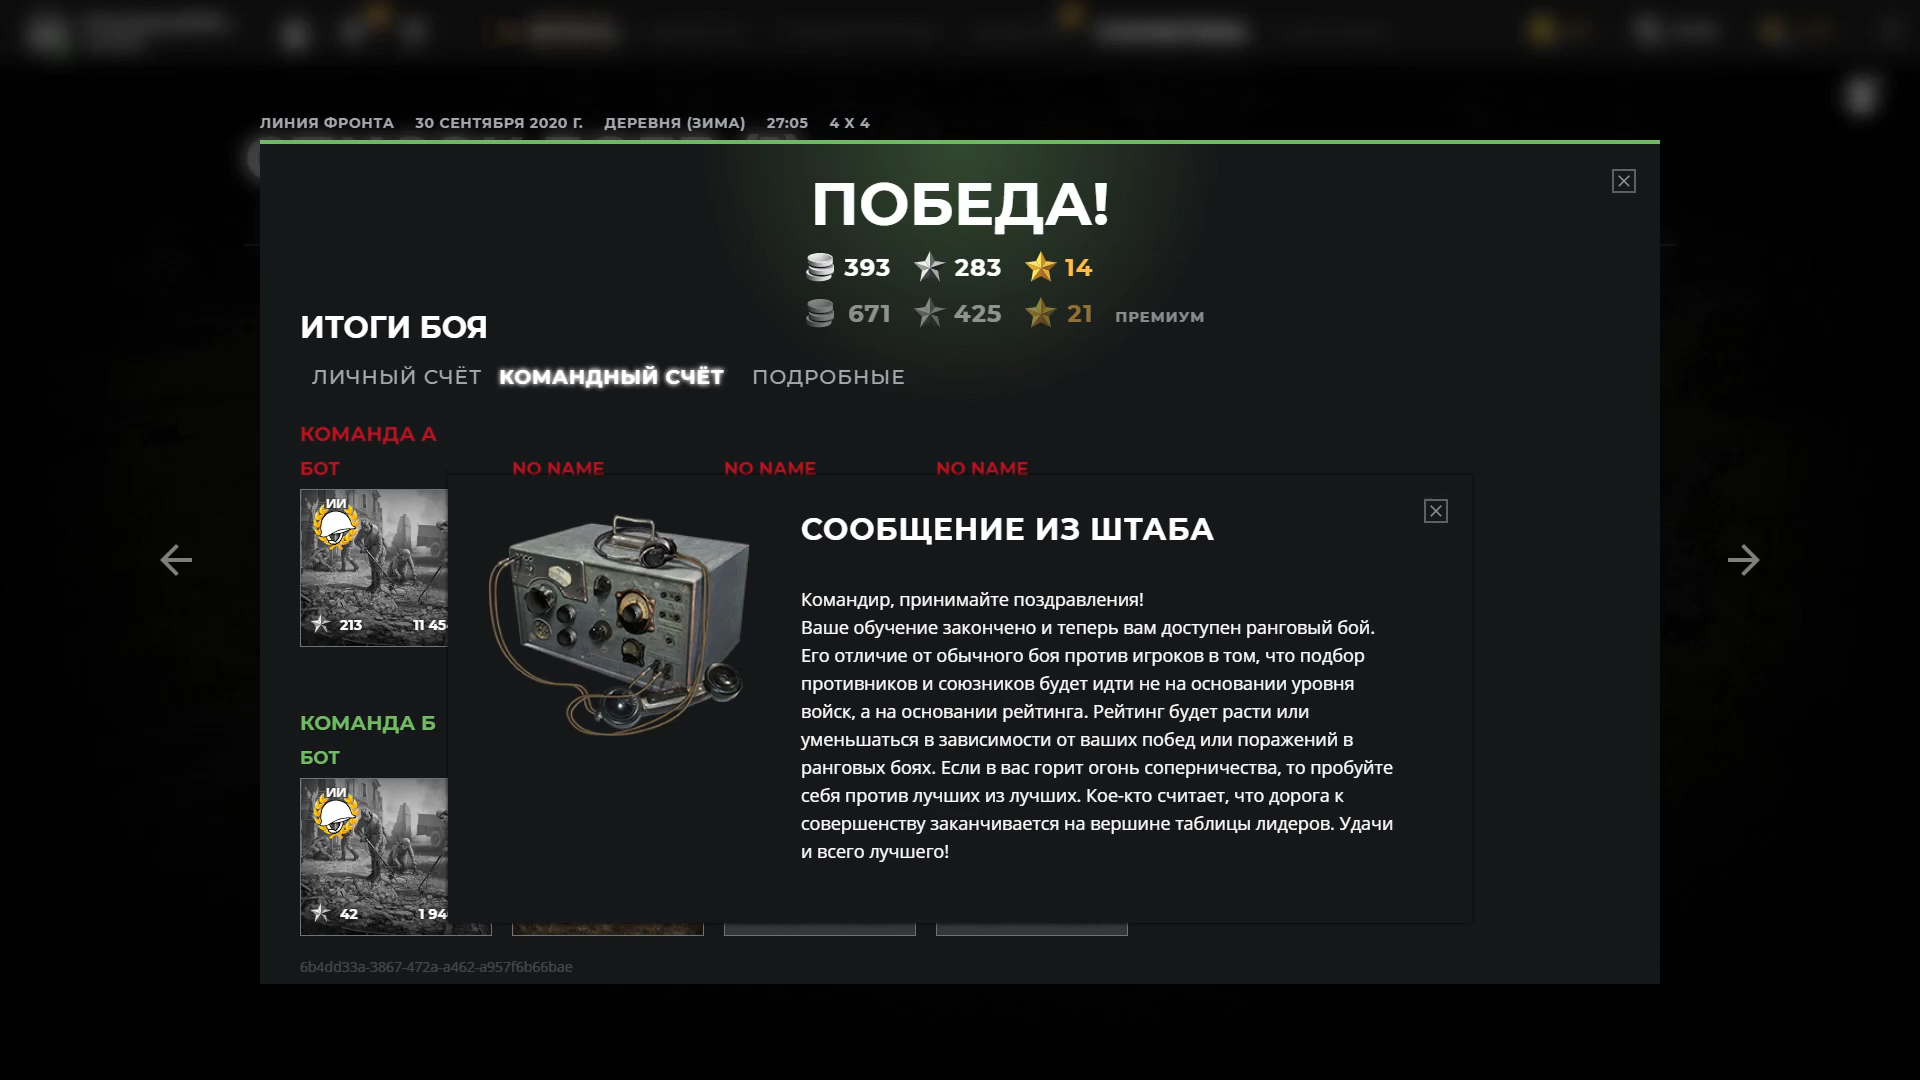 ЛИНИЯ ФРОНТА 30 СЕНТЯБРЯ 2020 Г. ДЕРЕВНЯ (ЗИМА) 27:05 4 X 4
ПОБЕДА!
393 283 14
671 425 21 ПРЕМИУМ
ИТОГИ БОЯ
ЛИЧНЫЙ СЧЁТ КОМАНДНЫЙ СЧЁТ ПОДРОБНЫЕ
КОМАНДА А
БОТ NO NAME NO NAME NO NAME
ИИ
213 11 45
СООБЩЕНИЕ ИЗ ШТАБА
Командир, принимайте поздравления!
Ваше обучение закончено и теперь вам доступен ранговый бой.
Его отличие от обычного боя против игроков в том, что подбор
противников и союзников будет идти не на основании уровня
войск, а на основании рейтинга. Рейтинг будет расти или
уменьшаться в зависимости от ваших побед или поражений в
ранговых боях. Если в вас горит огонь соперничества, то пробуйте
себя против лучших из лучших. Кое-кто считает, что дорога к
совершенству заканчивается на вершине таблицы лидеров. Удачи
и всего лучшего!
КОМАНДА Б
БОТ
ИИ
42 1 94
6b4dd33a-3867-472a-a462-a957f6b66bae